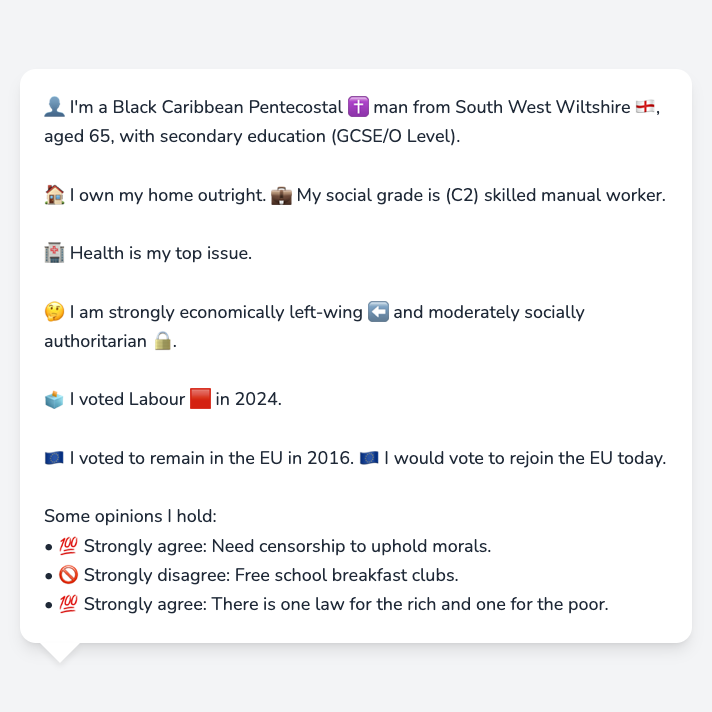 👤 I'm a Black Caribbean Pentecostal ✝️ man from South West Wiltshire 🏴󠁧󠁢󠁥󠁮󠁧󠁿,
aged 65, with secondary education (GCSE/O Level).
🏠 I own my home outright. 💼 My social grade is (C2) skilled manual worker.
🏥 Health is my top issue.
🤔 I am strongly economically left-wing ⬅️ and moderately socially
authoritarian 🔒.
🗳️ I voted Labour 🟥 in 2024.
🇪🇺 I voted to remain in the EU in 2016. 🇪🇺 I would vote to rejoin the EU today.
Some opinions I hold:
• 💯 Strongly agree: Need censorship to uphold morals.
• 🚫 Strongly disagree: Free school breakfast clubs.
• 💯 Strongly agree: There is one law for the rich and one for the poor.